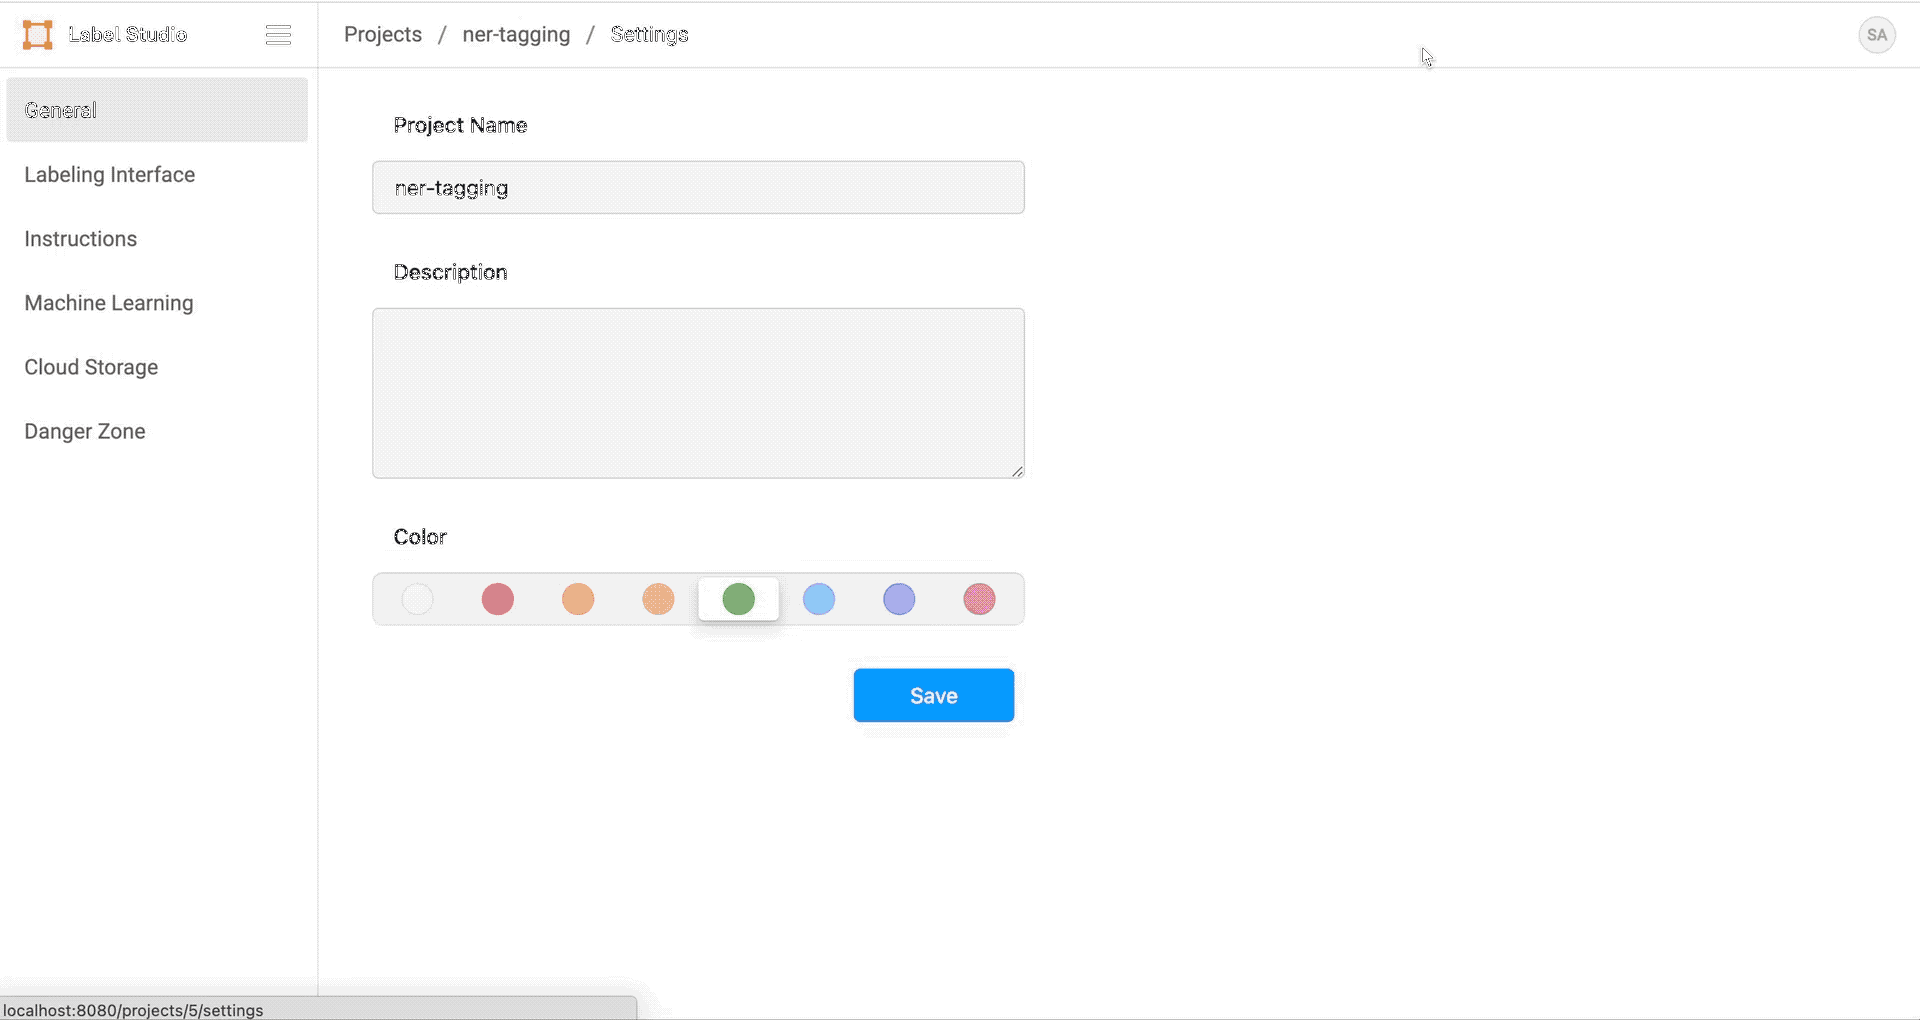 Label Studio
Projects / ner-tagging / Settings
SA
General
Labeling Interface
Instructions
Machine Learning
Cloud Storage
Danger Zone
Project Name
ner-tagging
Description
Color
Save
localhost:8080/projects/5/settings